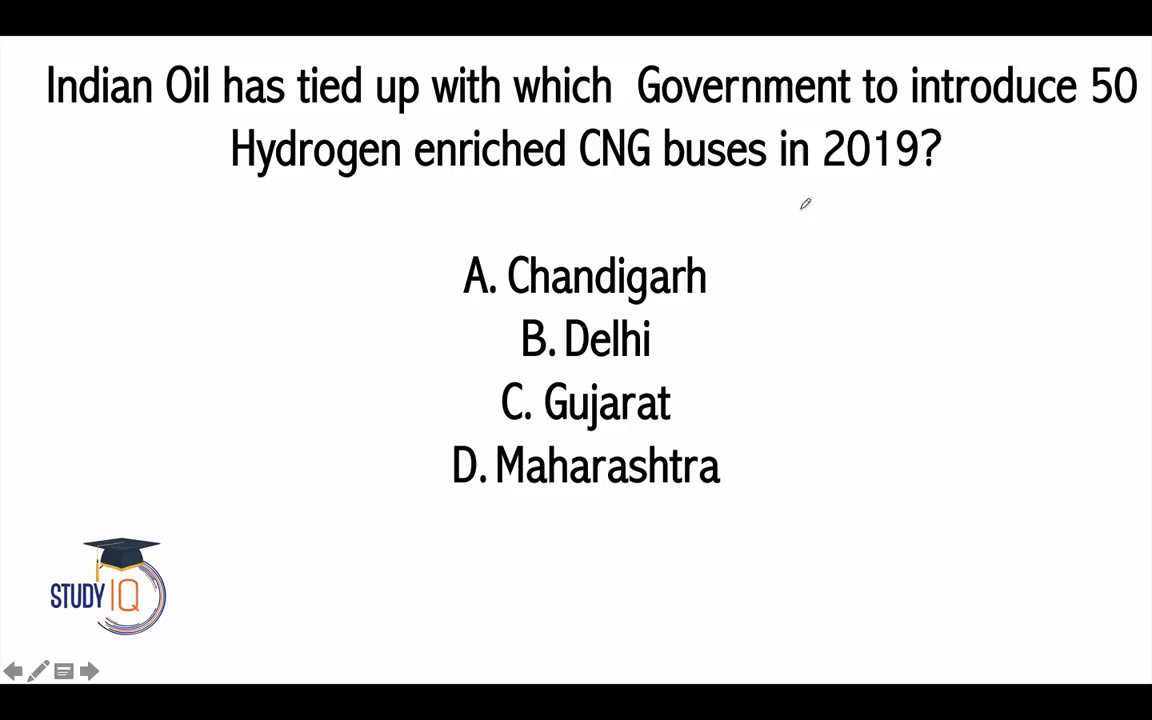 Indian Oil has tied up with which Government to introduce 50
Hydrogen enriched CNG buses in 2019?
A. Chandigarh
B. Delhi
C. Gujarat
D. Maharashtra
STUDY IQ